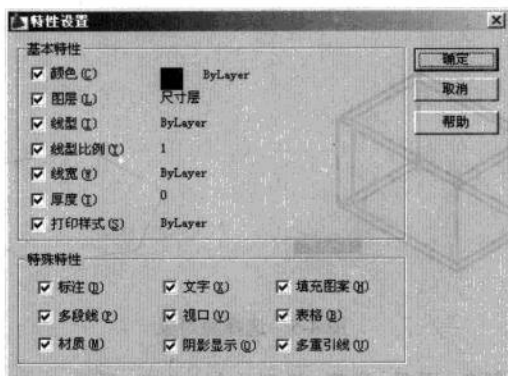 特性设置
基本特性
颜色(C) ByLayer
图层(L) 尺寸层
线型(I) ByLayer
线型比例(T) 1
线宽(W) ByLayer
厚度(T) 0
打印样式(S) ByLayer
确定
取消
帮助
特殊特性
标注(D) 文字(X) 填充图案(H)
多段线(P) 视口(V) 表格(B)
材质(M) 阴影显示(O) 多重引线(U)